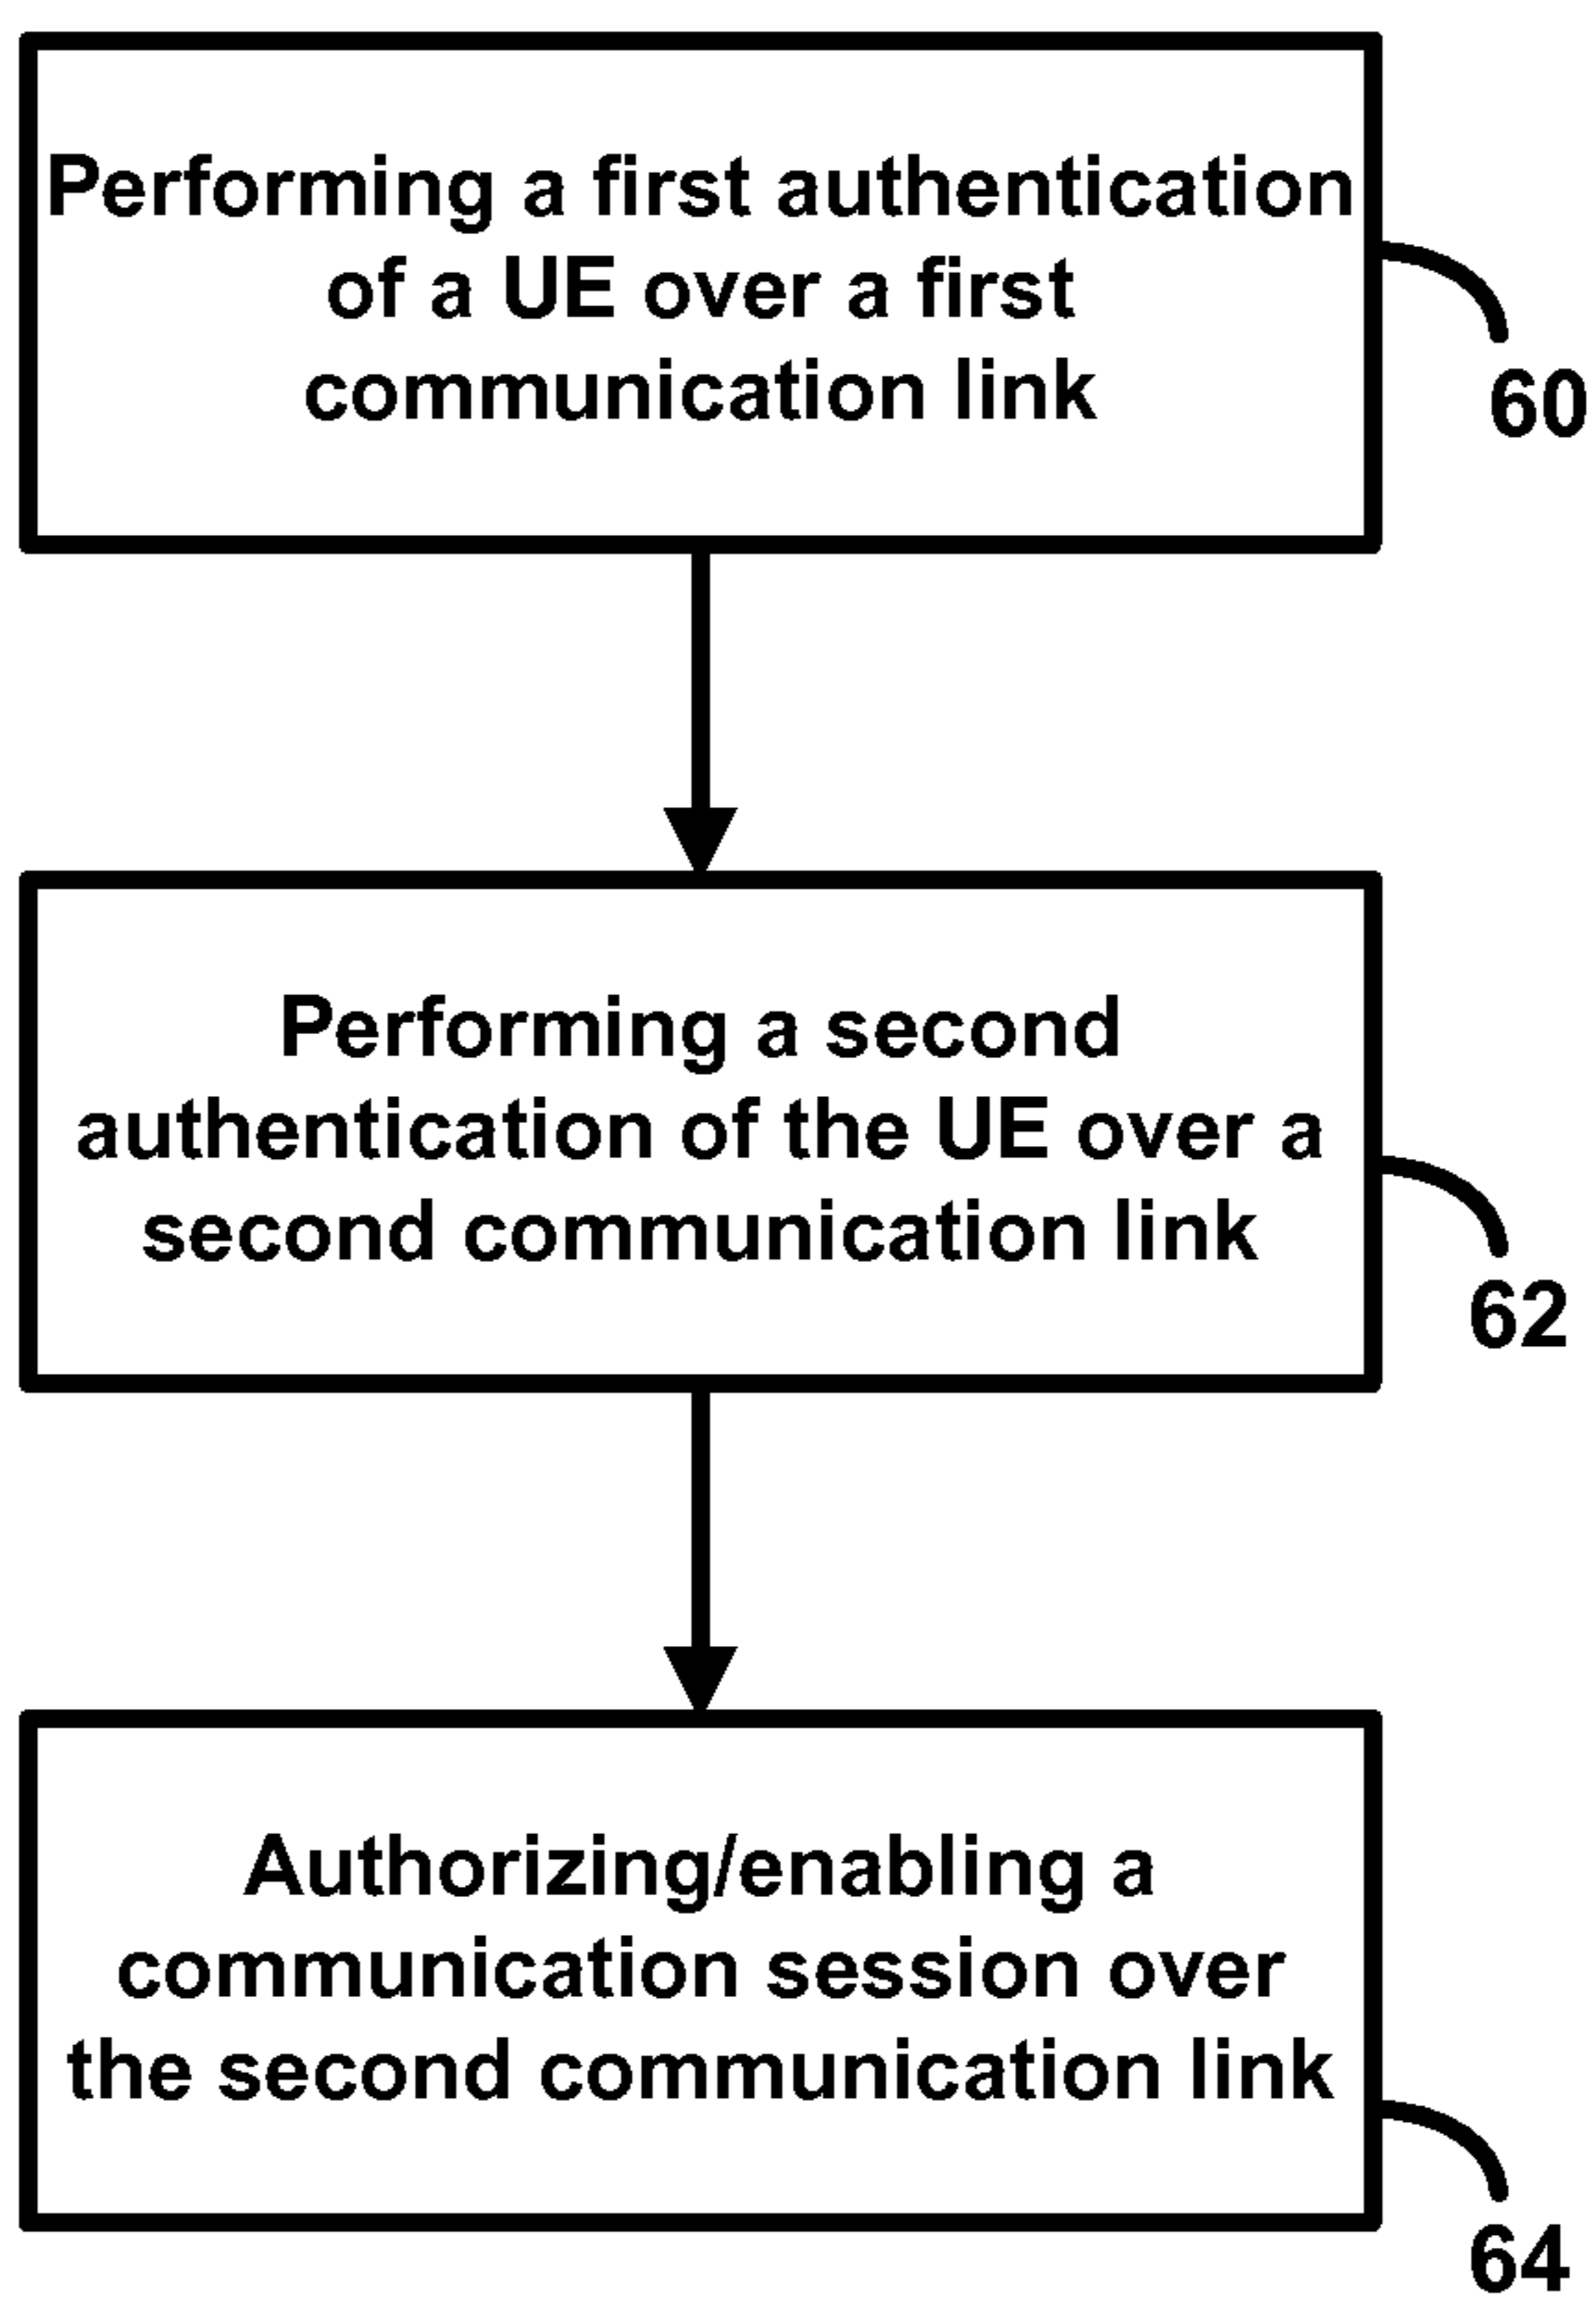 Performing a first authentication
of a UE over a first
communication link
60
Performing a second
authentication of the UE over a
second communication link
62
Authorizing/enabling a
communication session over
the second communication link
64